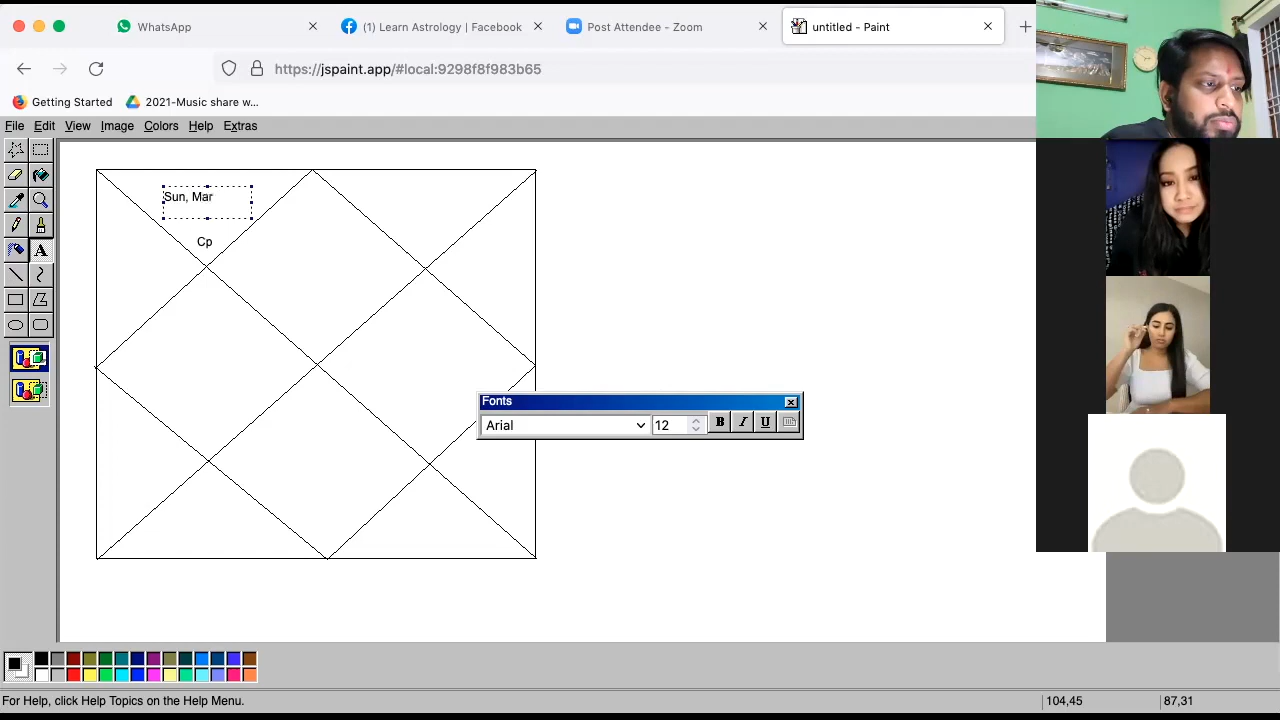 WhatsApp
(1) Learn Astrology | Facebook
Post Attendee - Zoom
untitled - Paint
https://jspaint.app/#local:9298f8f983b65
Getting Started
2021-Music share w...
File Edit View Image Colors Help Extras
Sun, Mar
Cp
Fonts
Arial
12
B I U
A
For Help, click Help Topics on the Help Menu.
104,45
87,31